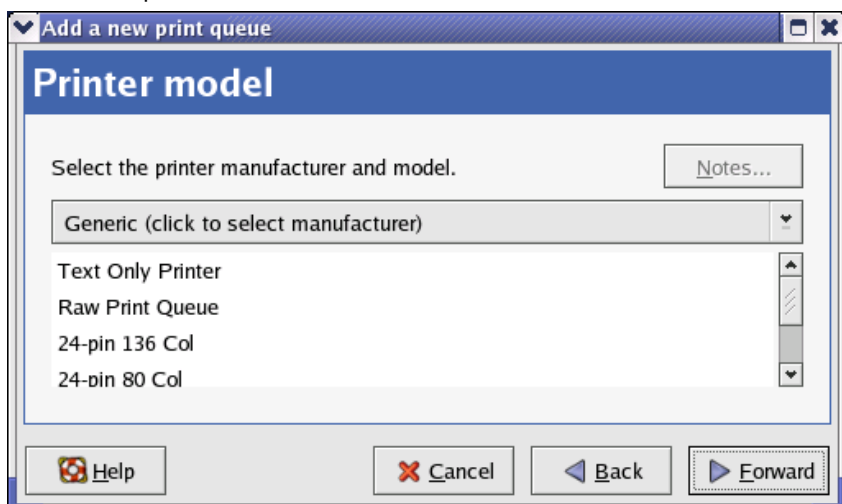 Add a new print queue
Printer model
Select the printer manufacturer and model.
Notes...
Generic (click to select manufacturer)
Text Only Printer
Raw Print Queue
24-pin 136 Col
24-pin 80 Col
Help
Cancel
Back
Forward